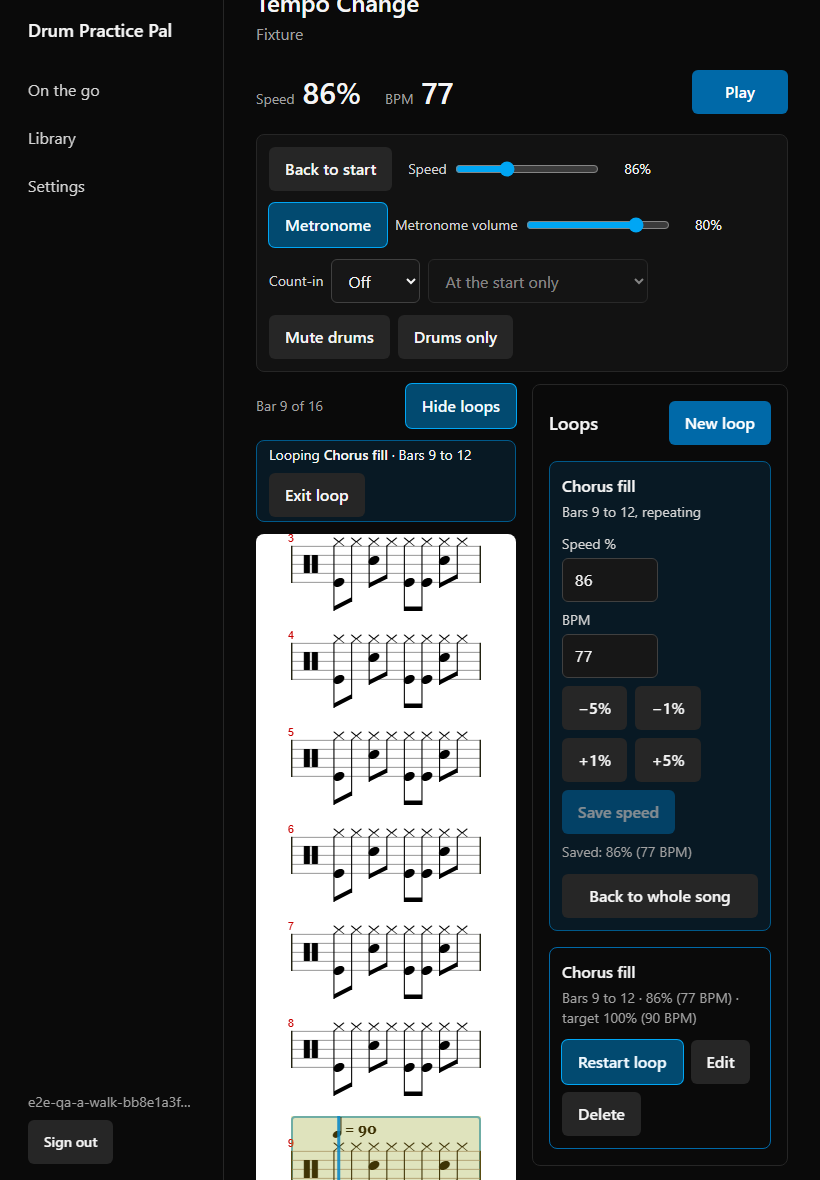 Drum Practice Pal
On the go
Library
Settings
e2e-qa-a-walk-bb8e1a3f...
Sign out
Tempo Change
Fixture
Speed 86% BPM 77
Play
Back to start Speed 86%
Metronome Metronome volume 80%
Count-in Off At the start only
Mute drums Drums only
Bar 9 of 16 Hide loops
Looping Chorus fill · Bars 9 to 12
Exit loop
3
4
5
6
7
8
= 90
9
Loops New loop
Chorus fill
Bars 9 to 12, repeating
Speed %
86
BPM
77
−5% −1%
+1% +5%
Save speed
Saved: 86% (77 BPM)
Back to whole song
Chorus fill
Bars 9 to 12 · 86% (77 BPM) ·
target 100% (90 BPM)
Restart loop Edit
Delete